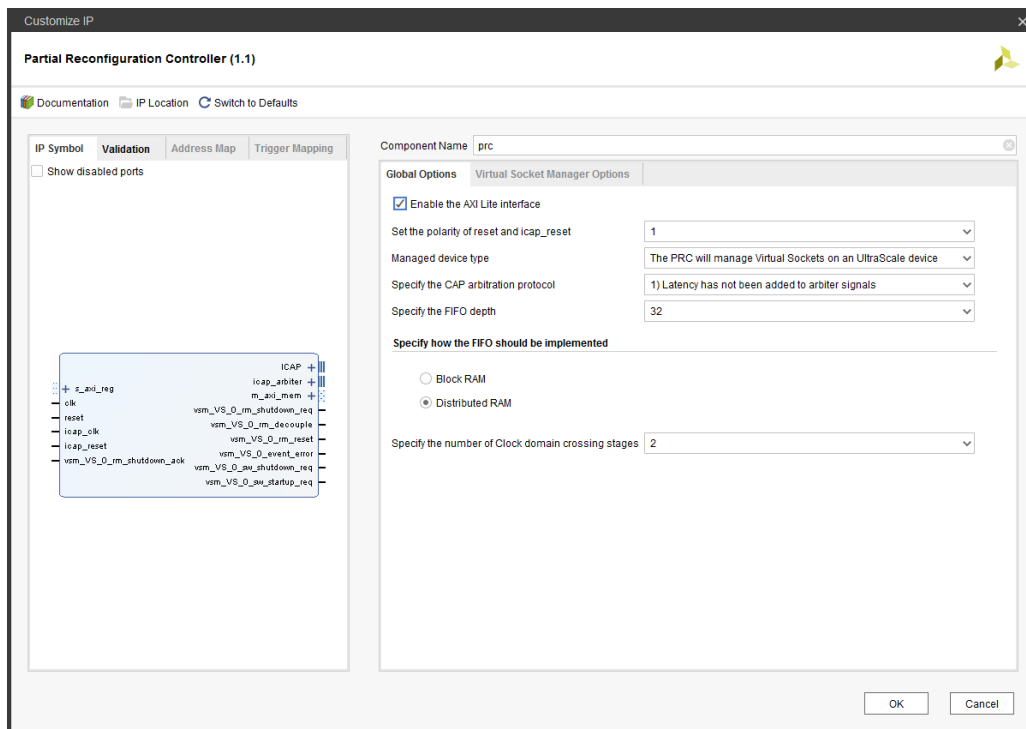 Customize IP
Partial Reconfiguration Controller (1.1)
Documentation IP Location Switch to Defaults
IP Symbol Validation Address Map Trigger Mapping
Show disabled ports
s_axi_reg
clk
reset
icap_clk
icap_reset
vsm_VS_0_rm_shutdown_ack
ICAP
icap_arbiter
m_axi_mem
vsm_VS_0_rm_shutdown_req
vsm_VS_0_rm_decouple
vsm_VS_0_rm_reset
vsm_VS_0_event_error
vsm_VS_0_sw_shutdown_req
vsm_VS_0_sw_startup_req
Component Name prc
Global Options Virtual Socket Manager Options
Enable the AXI Lite interface
Set the polarity of reset and icap_reset 1
Managed device type The PRC will manage Virtual Sockets on an UltraScale device
Specify the CAP arbitration protocol 1) Latency has not been added to arbiter signals
Specify the FIFO depth 32
Specify how the FIFO should be implemented
Block RAM
Distributed RAM
Specify the number of Clock domain crossing stages 2
OK Cancel